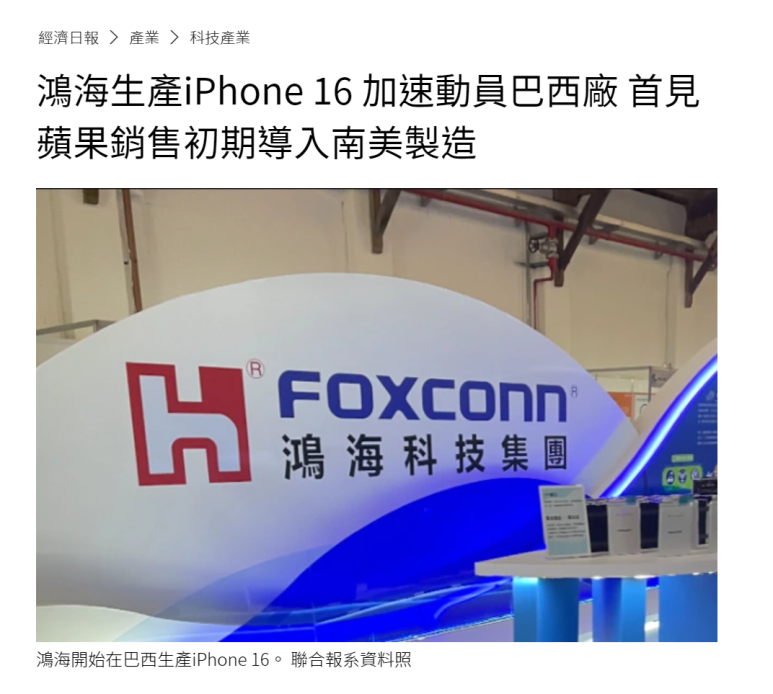 經濟日報 > 產業 > 科技產業
鴻海生產iPhone 16 加速動員巴西廠 首見
蘋果銷售初期導入南美製造
FOXCONN
鴻海科技集團
鴻海開始在巴西生產iPhone 16。 聯合報系資料照